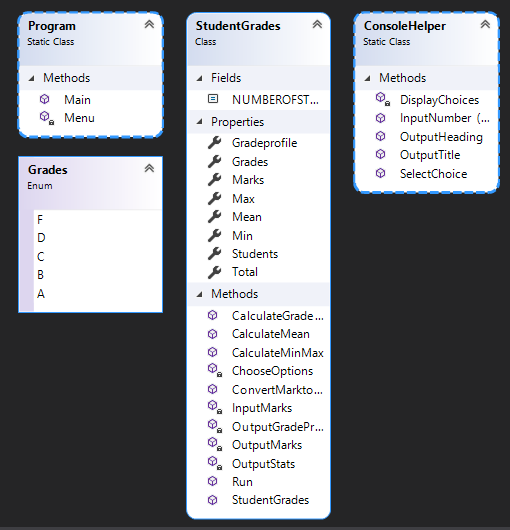 Program
Static Class
Methods
Main
Menu
Grades
Enum
F
D
C
B
A
StudentGrades
Class
Fields
NUMBEROFST...
Properties
Gradeprofile
Grades
Marks
Max
Mean
Min
Students
Total
Methods
CalculateGrade...
CalculateMean
CalculateMinMax
ChooseOptions
ConvertMarkto...
InputMarks
OutputGradePr...
OutputMarks
OutputStats
Run
StudentGrades
ConsoleHelper
Static Class
Methods
DisplayChoices
InputNumber (...
OutputHeading
OutputTitle
SelectChoice